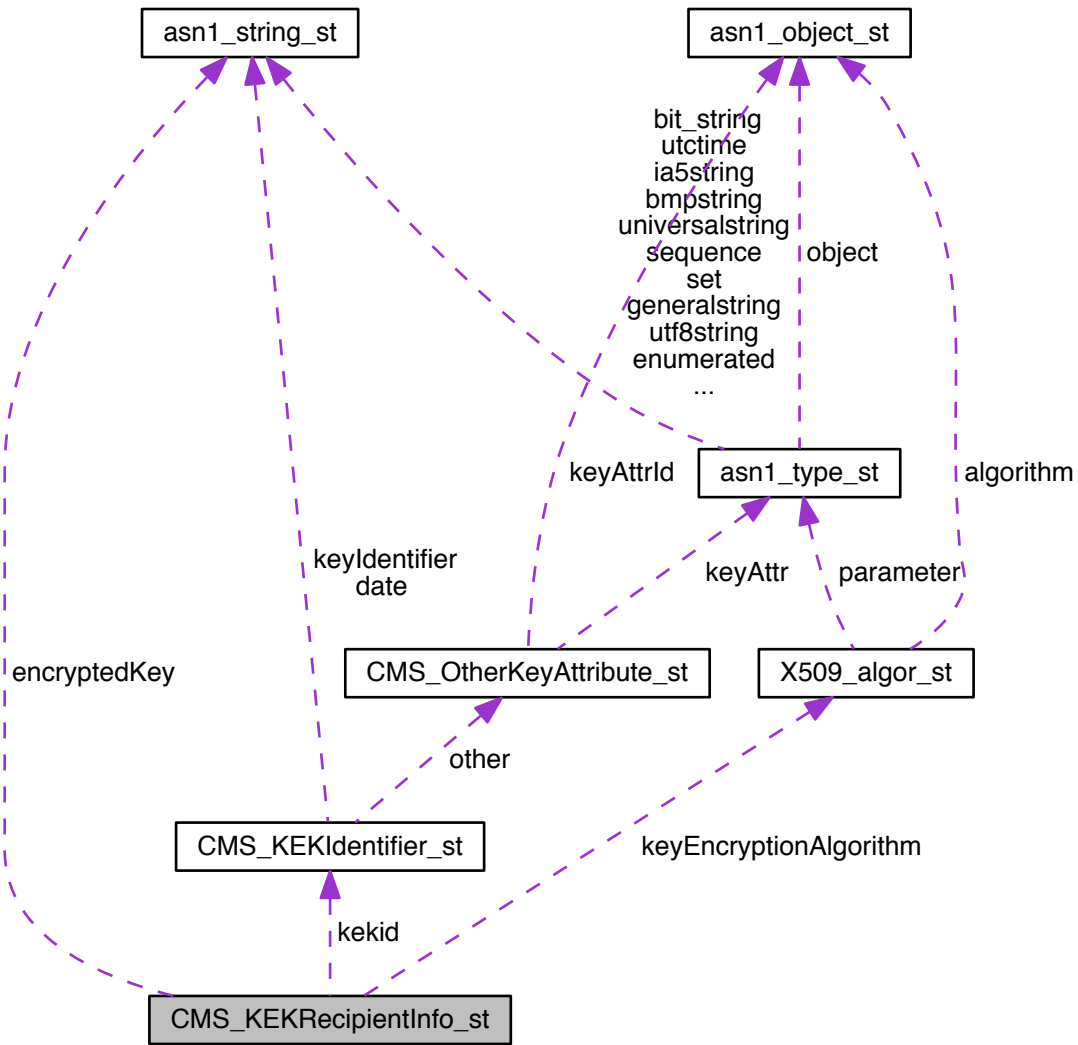 asn1_string_st
asn1_object_st
bit_string
utctime
ia5string
bmpstring
universalstring
sequence
set
generalstring
utf8string
enumerated
...
object
keyAttrId
asn1_type_st
algorithm
keyIdentifier
date
keyAttr
parameter
encryptedKey
CMS_OtherKeyAttribute_st
X509_algor_st
other
CMS_KEKIdentifier_st
keyEncryptionAlgorithm
kekid
CMS_KEKRecipientInfo_st